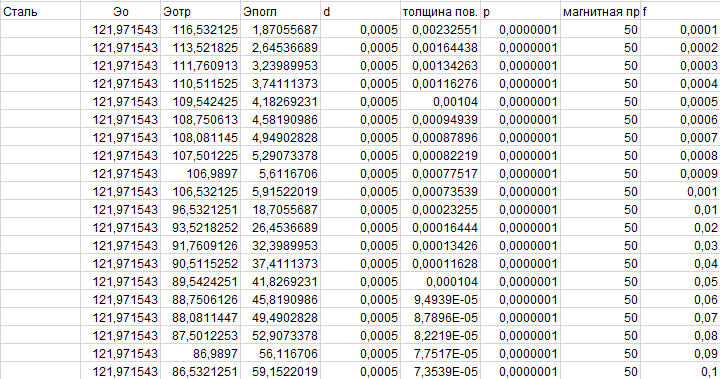 Сталь Эо Эотр Эпогл d толщина пов. р магнитная пр f
121,971543 116,532125 1,87055687 0,0005 0,00232551 0,0000001 50 0,0001
121,971543 113,521825 2,64536689 0,0005 0,00164438 0,0000001 50 0,0002
121,971543 111,760913 3,23989953 0,0005 0,00134263 0,0000001 50 0,0003
121,971543 110,511525 3,74111373 0,0005 0,00116276 0,0000001 50 0,0004
121,971543 109,542425 4,18269231 0,0005 0,00104 0,0000001 50 0,0005
121,971543 108,750613 4,58190986 0,0005 0,00094939 0,0000001 50 0,0006
121,971543 108,081145 4,94902828 0,0005 0,00087896 0,0000001 50 0,0007
121,971543 107,501225 5,29073378 0,0005 0,00082219 0,0000001 50 0,0008
121,971543 106,9897 5,6116706 0,0005 0,00077517 0,0000001 50 0,0009
121,971543 106,532125 5,91522019 0,0005 0,00073539 0,0000001 50 0,001
121,971543 96,5321251 18,7055687 0,0005 0,00023255 0,0000001 50 0,01
121,971543 93,5218252 26,4536689 0,0005 0,00016444 0,0000001 50 0,02
121,971543 91,7609126 32,3989953 0,0005 0,00013426 0,0000001 50 0,03
121,971543 90,5115252 37,4111373 0,0005 0,00011628 0,0000001 50 0,04
121,971543 89,5424251 41,8269231 0,0005 0,000104 0,0000001 50 0,05
121,971543 88,7506126 45,8190986 0,0005 9,4939E-05 0,0000001 50 0,06
121,971543 88,0811447 49,4902828 0,0005 8,7896E-05 0,0000001 50 0,07
121,971543 87,5012253 52,9073378 0,0005 8,2219E-05 0,0000001 50 0,08
121,971543 86,9897 56,116706 0,0005 7,7517E-05 0,0000001 50 0,09
121,971543 86,5321251 59,1522019 0,0005 7,3539E-05 0,0000001 50 0,1